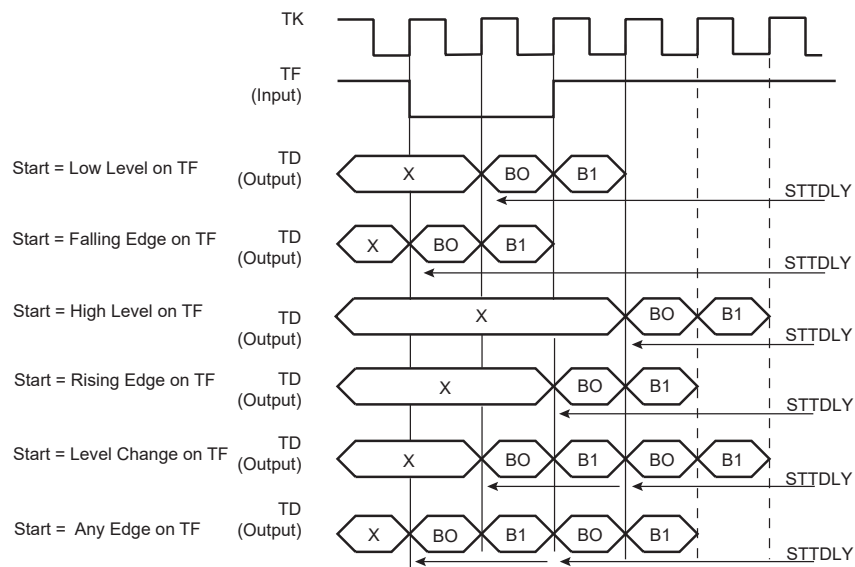 TK
TF
(Input)
Start = Low Level on TF
TD
(Output)
X
BO
B1
STTDLY
Start = Falling Edge on TF
TD
(Output)
X
BO
B1
STTDLY
Start = High Level on TF
TD
(Output)
X
BO
B1
STTDLY
Start = Rising Edge on TF
TD
(Output)
X
BO
B1
STTDLY
Start = Level Change on TF
TD
(Output)
X
BO
B1
BO
B1
STTDLY
Start = Any Edge on TF
TD
(Output)
X
BO
B1
BO
B1
STTDLY